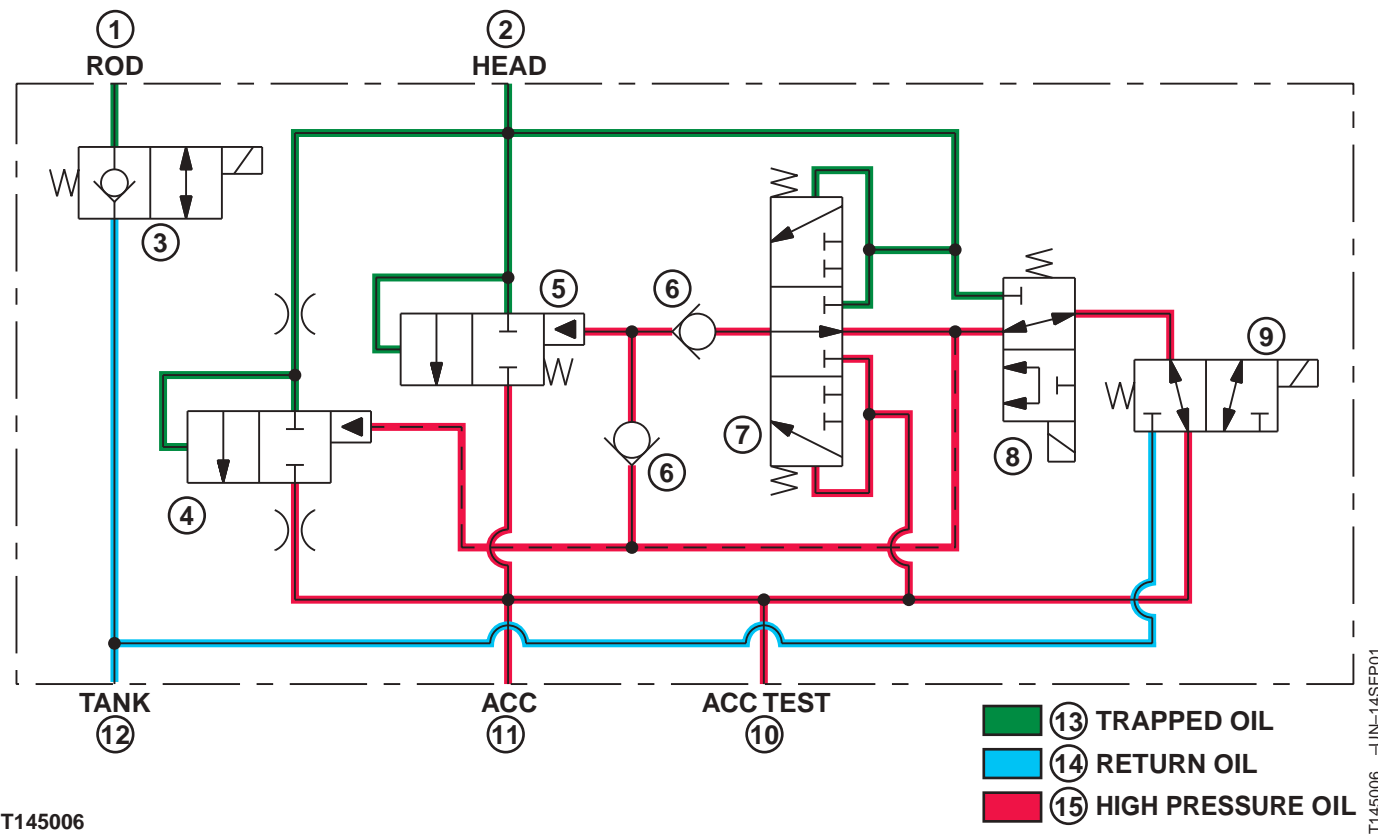 1
ROD
2
HEAD
3
4
5
6
6
7
8
9
TANK
12
ACC
11
ACC TEST
10
13 TRAPPED OIL
14 RETURN OIL
15 HIGH PRESSURE OIL
T145006
T145006 –UN–14SEP01